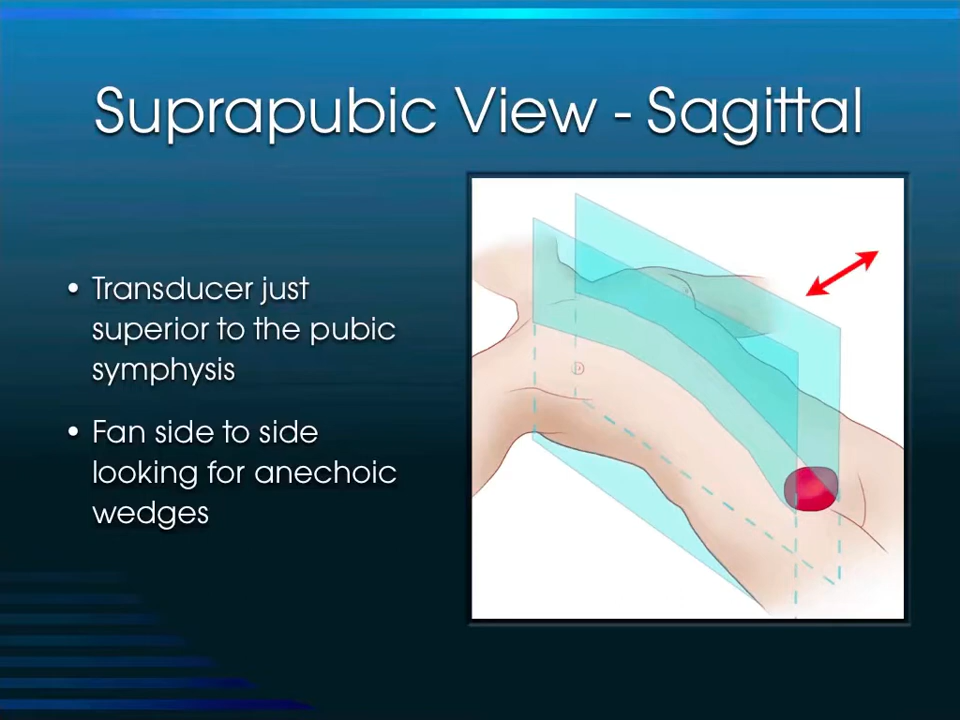 Suprapubic View - Sagittal
• Transducer just
superior to the pubic
symphysis
• Fan side to side
looking for anechoic
wedges